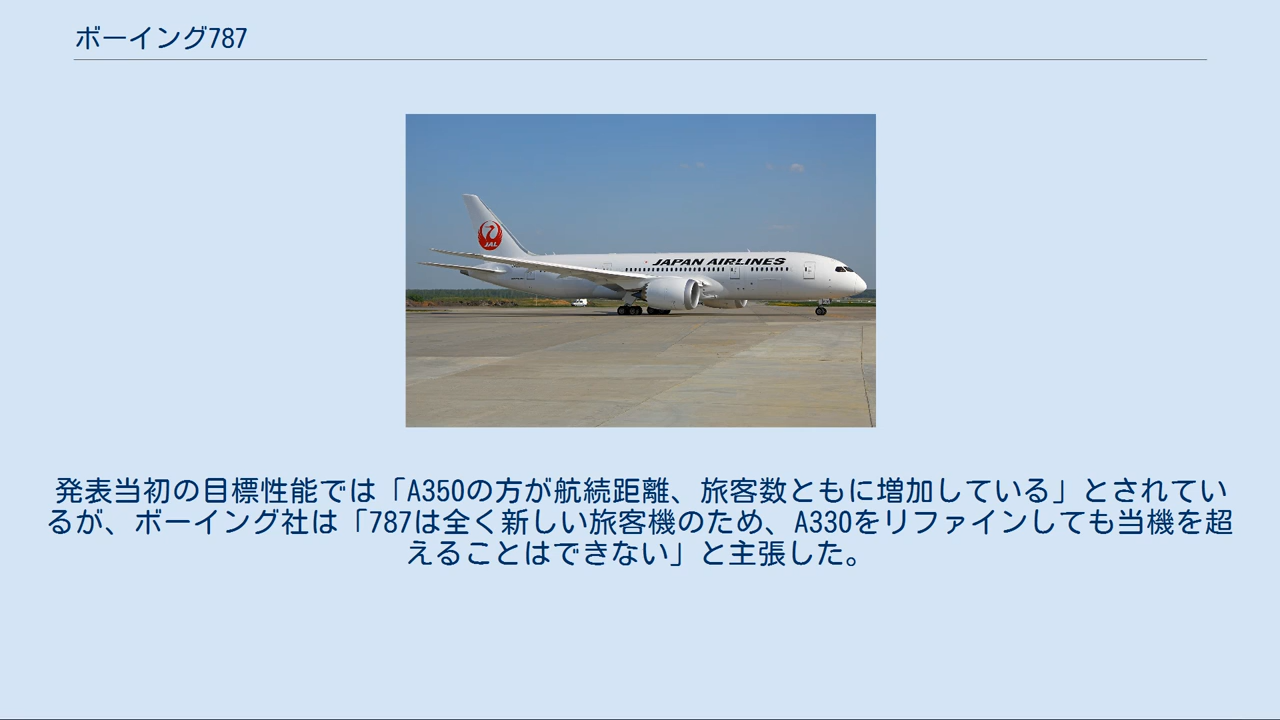 ボーイング787
JAL
JAPAN AIRLINES
発表当初の目標性能では「A350の方が航続距離、旅客数ともに増加している」とされてい
るが、ボーイング社は「787は全く新しい旅客機のため、A330をリファインしても当機を超
えることはできない」と主張した。